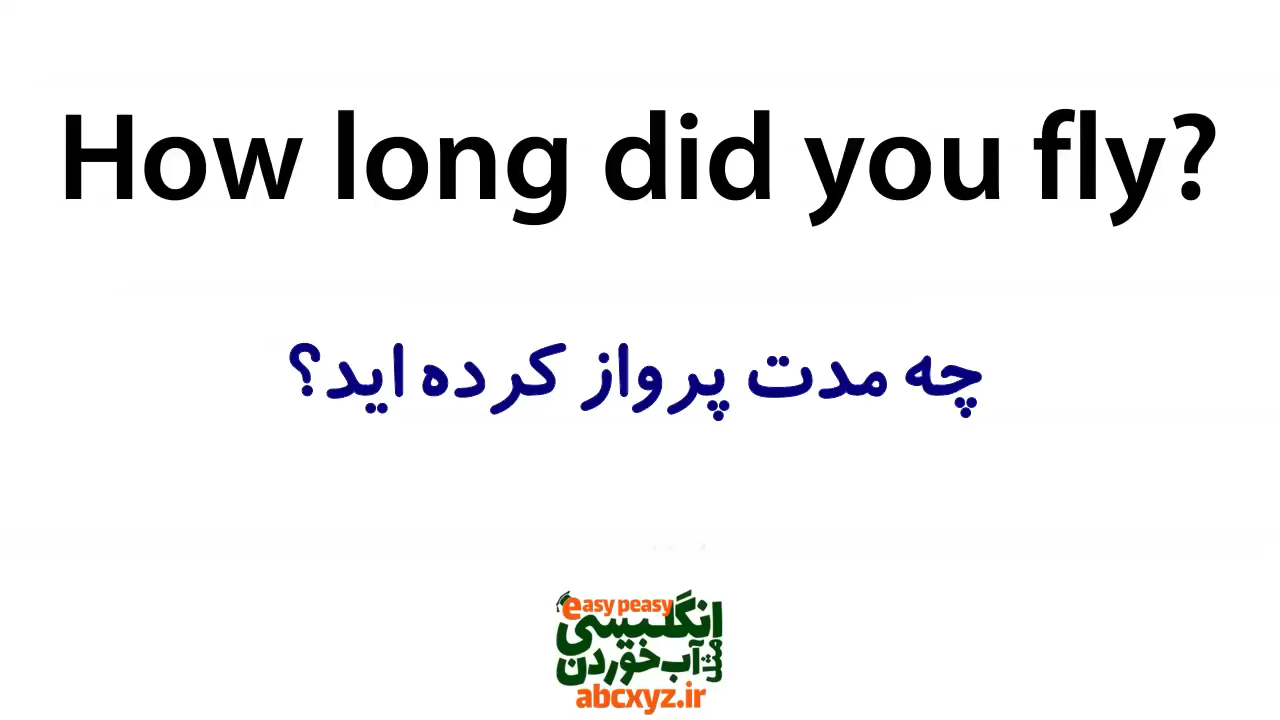 How long did you fly?
چه مدت پرواز کرده اید؟
easy peasy
انگلیسی
مثل آب خوردن
abcxyz.ir